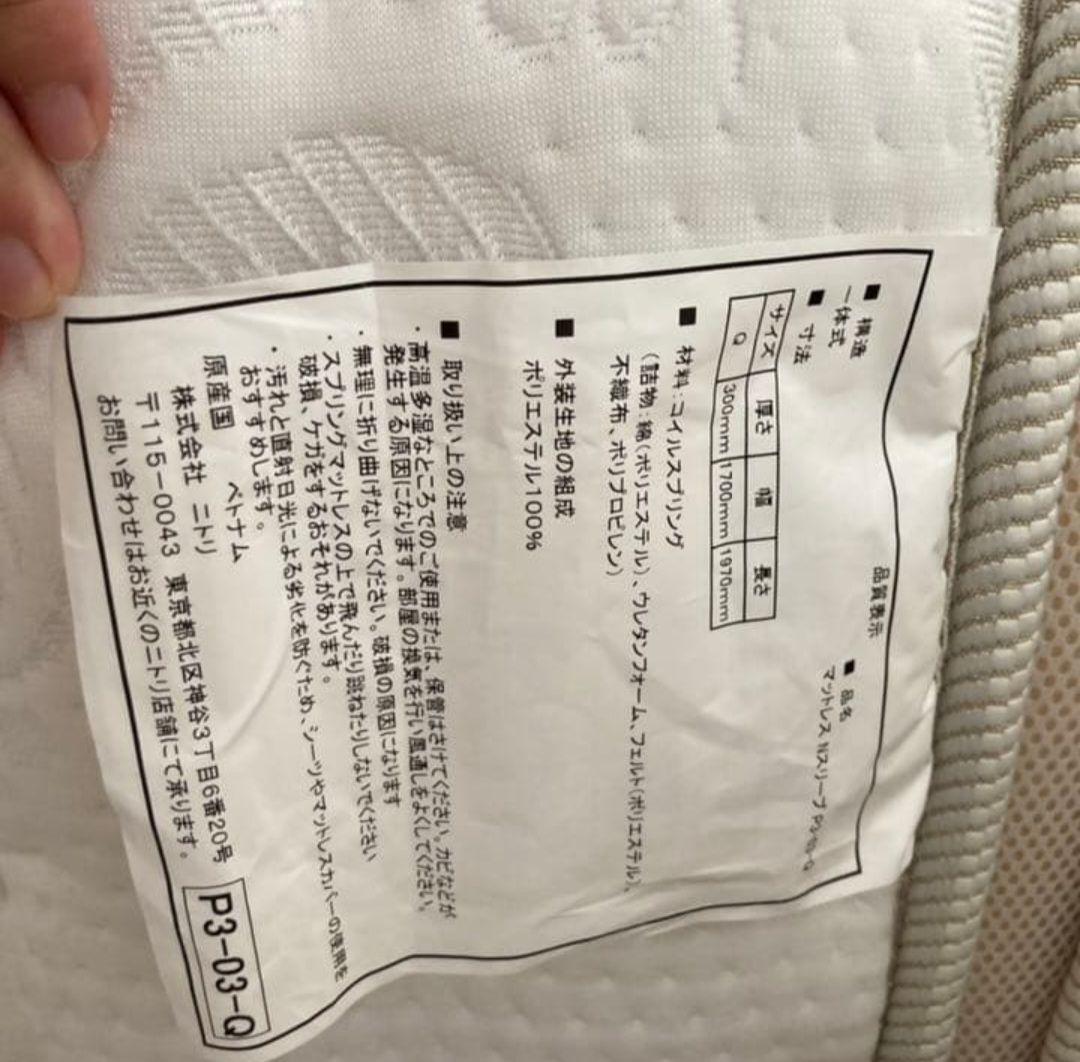 品質表示
■ 品名
マットレス Nスリープ P3-03-Q
■ 構造
一体式
■ 寸法
サイズ 厚さ 幅 長さ
Q 300mm 1700mm 1970mm
■ 材料:コイルスプリング
(詰物:綿(ポリエステル)、ウレタンフォーム、フェルト(ポリエステル)、
不織布、ポリプロピレン)
■ 外装生地の組成
ポリエステル100%
■ 取り扱い上の注意
・高温多湿なところでのご使用または、保管はさけてください。カビなどが
発生する原因になります。部屋の換気を行い風通しをよくしてください。
・無理に折り曲げないでください。破損の原因になります
・スプリングマットレスの上で飛んだり跳ねたりしないでください
破損、ケガをするおそれがあります。
・汚れと直射日光による劣化を防ぐため、シーツやマットレスカバーの使用を
おすすめします。
原産国 ベトナム
株式会社 ニトリ
〒115-0043 東京都北区神谷3丁目6番20号
お問い合わせはお近くのニトリ店舗にて承ります。
P3-03-Q